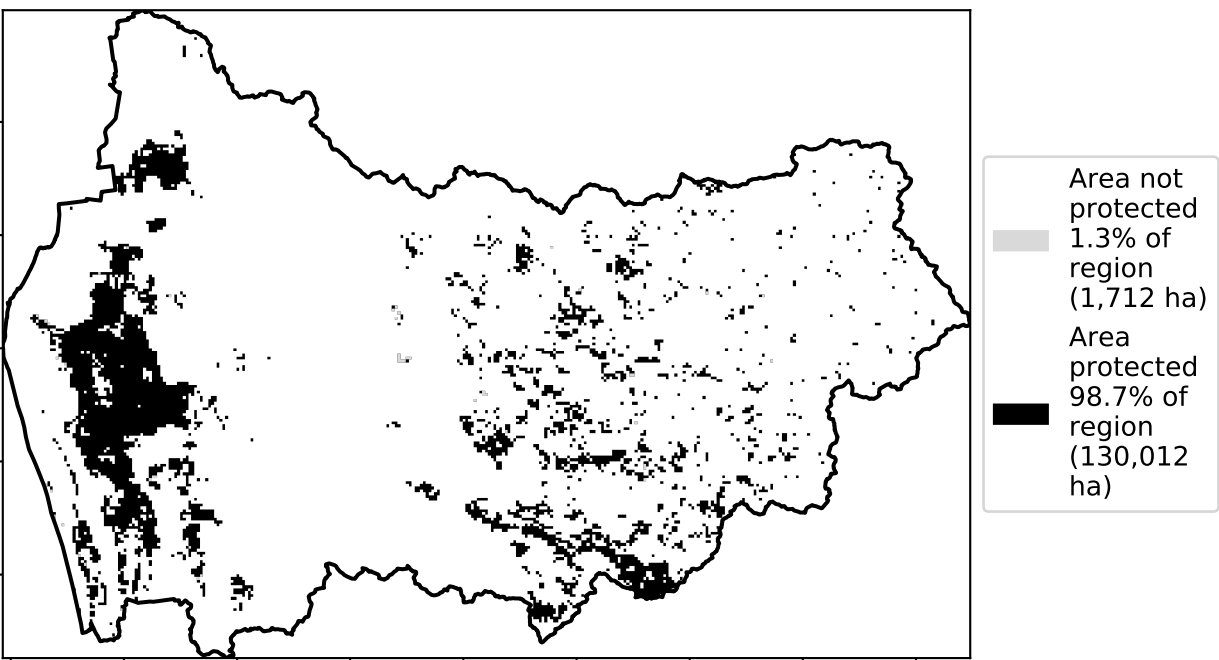 Area not
protected
1.3% of
region
(1,712 ha)
Area
protected
98.7% of
region
(130,012
ha)